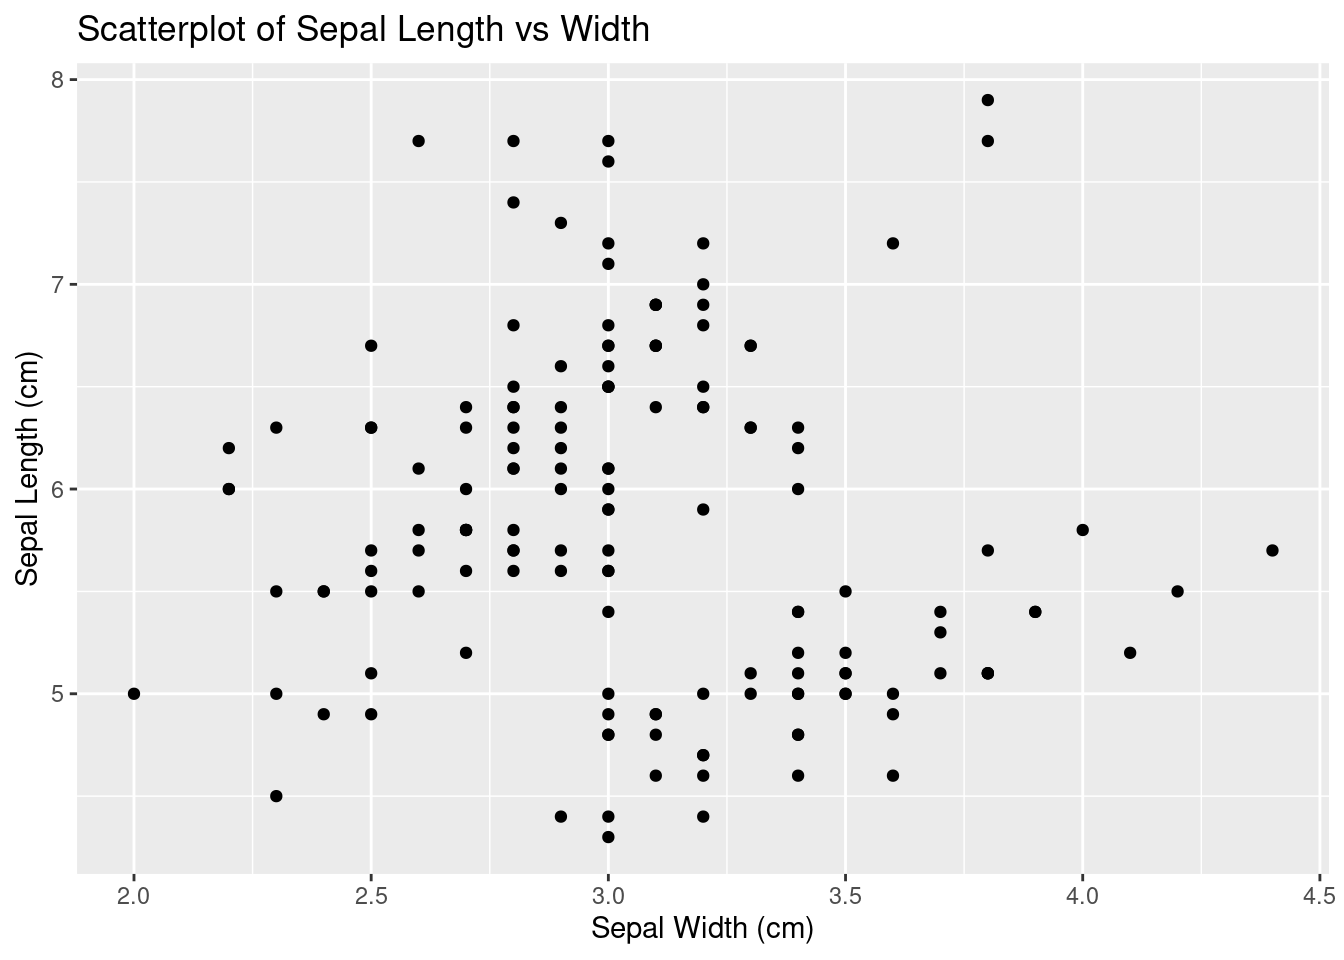 Scatterplot of Sepal Length vs Width
8
7
6
5
Sepal Length (cm)
2.0 2.5 3.0 3.5 4.0 4.5
Sepal Width (cm)